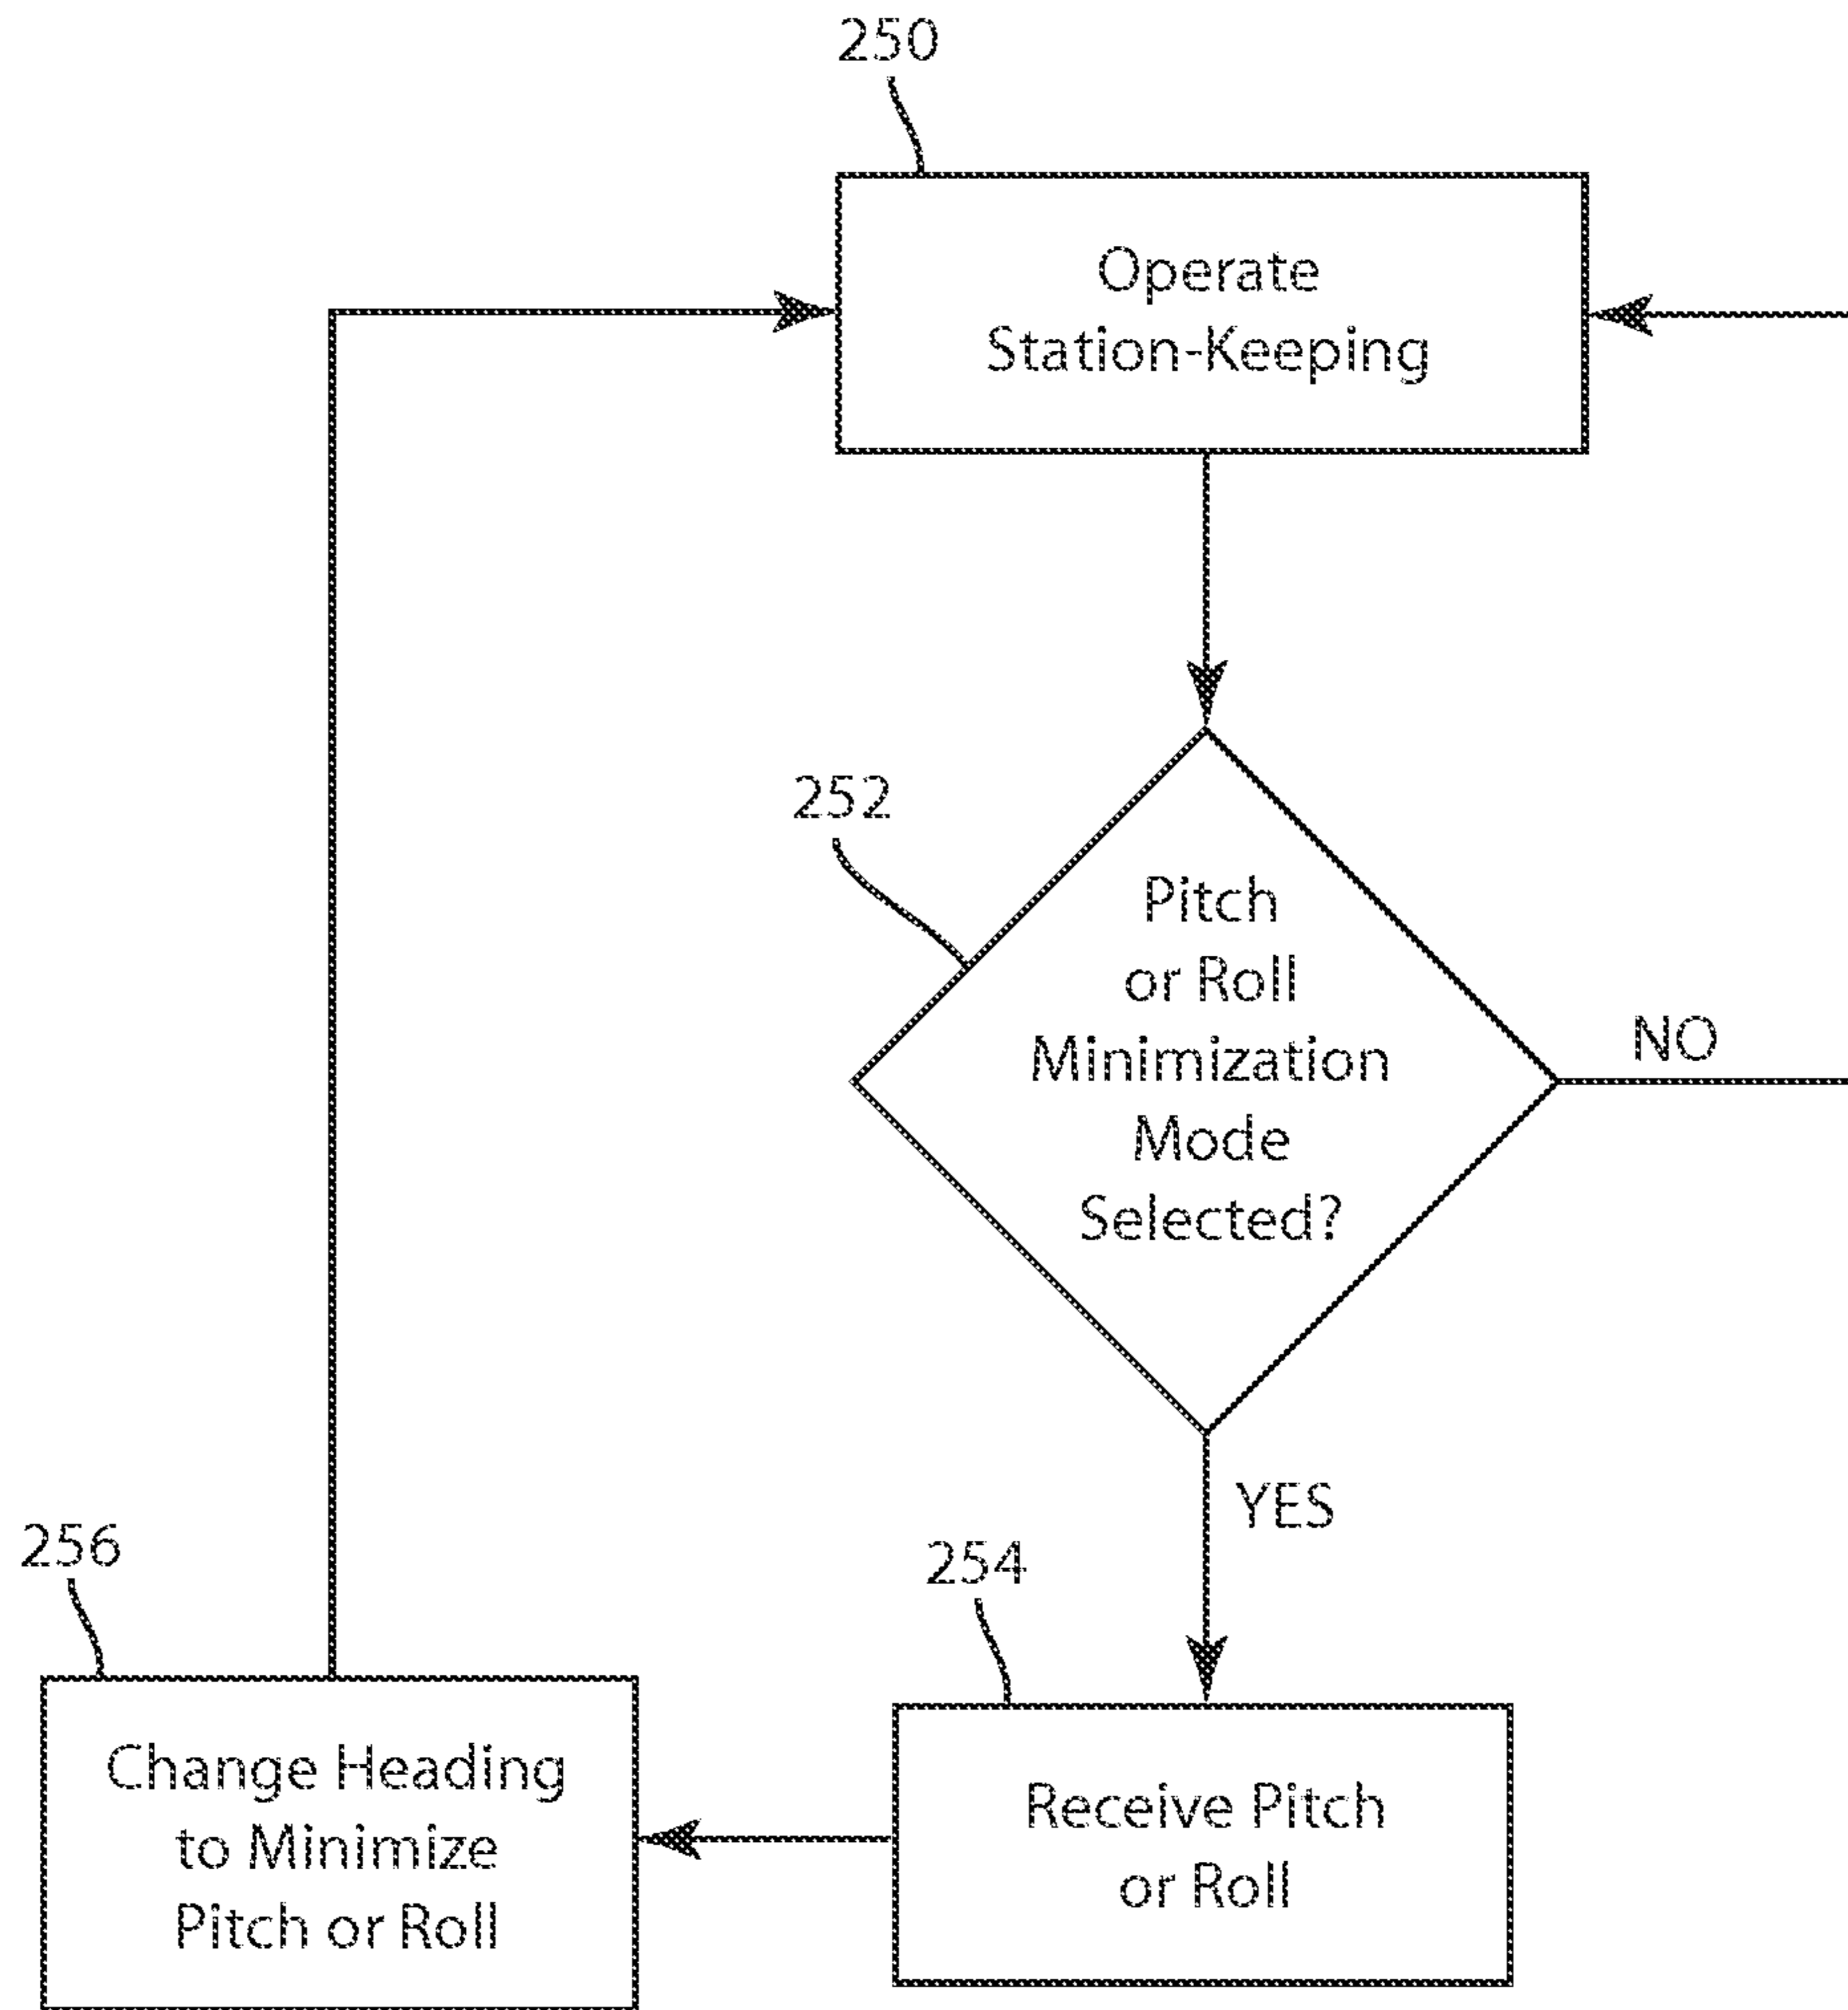 250
Operate
Station-Keeping
252
Pitch
or Roll
Minimization
Mode
Selected?
NO
YES
256
254
Change Heading
to Minimize
Pitch or Roll
Receive Pitch
or Roll